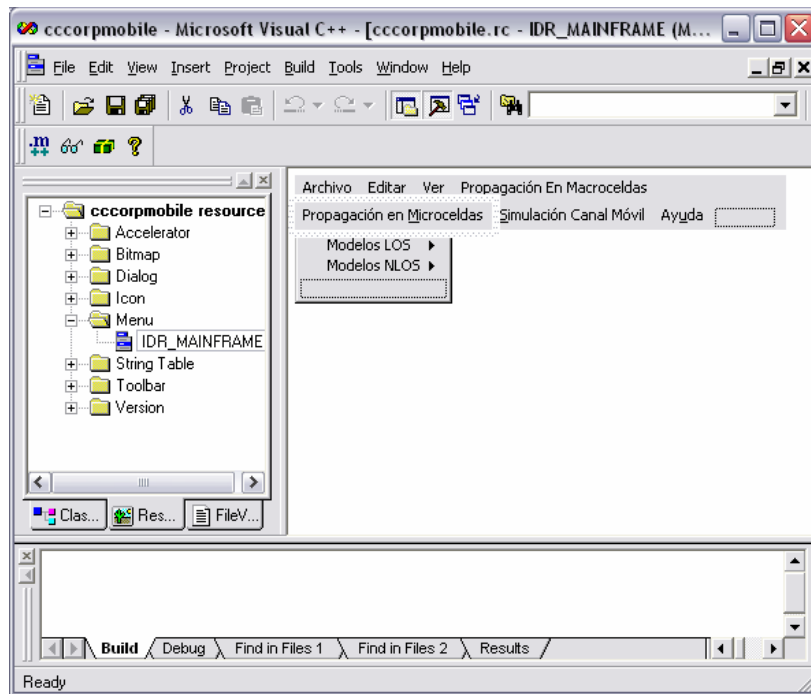 cccorpmobile - Microsoft Visual C++ - [cccorpmobile.rc - IDR_MAINFRAME (M...
File Edit View Insert Project Build Tools Window Help
Archivo Editar Ver Propagación En Macroceldas
Propagación en Microceldas Simulación Canal Móvil Ayuda
Modelos LOS
Modelos NLOS
cccorpmobile resource
Accelerator
Bitmap
Dialog
Icon
Menu
IDR_MAINFRAME
String Table
Toolbar
Version
Clas... Res... FileV...
Build Debug Find in Files 1 Find in Files 2 Results
Ready